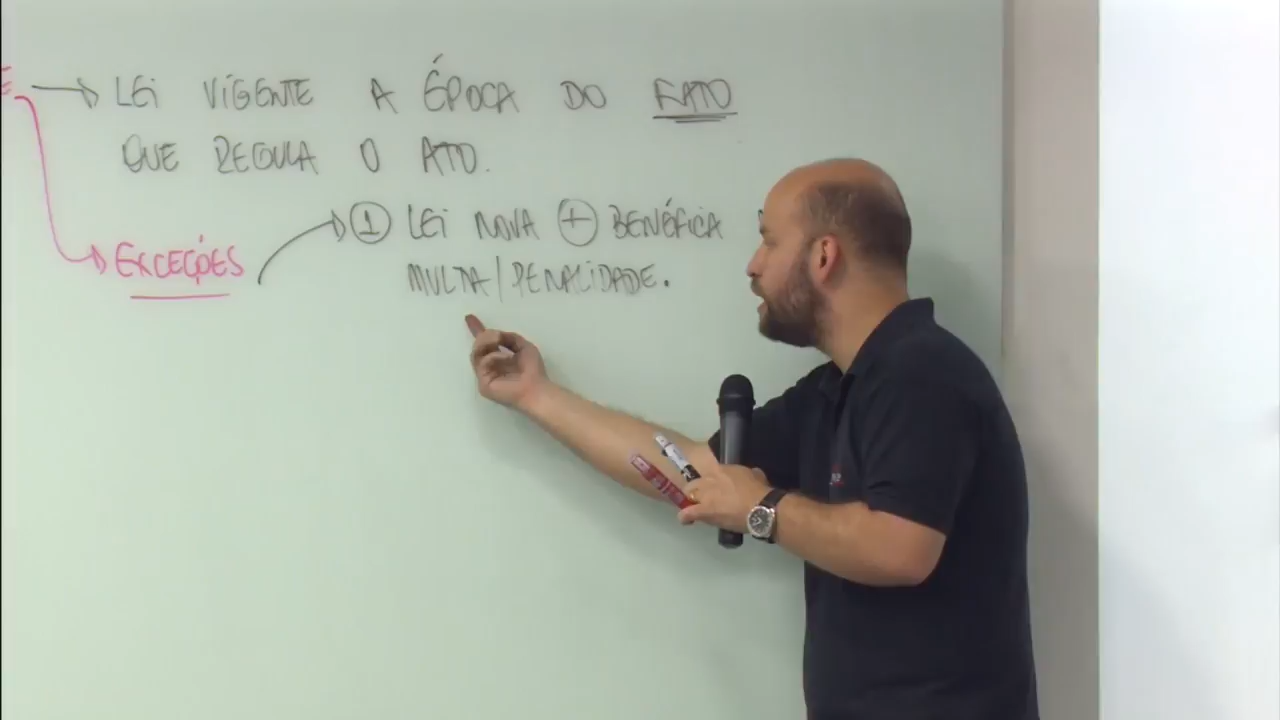 LEI VIGENTE A ÉPOCA DO FATO
QUE REGULA O ATO.
EXCEÇÕES
① LEI NOVA ⊕ BENÉFICA
MULTA/PENALIDADE.